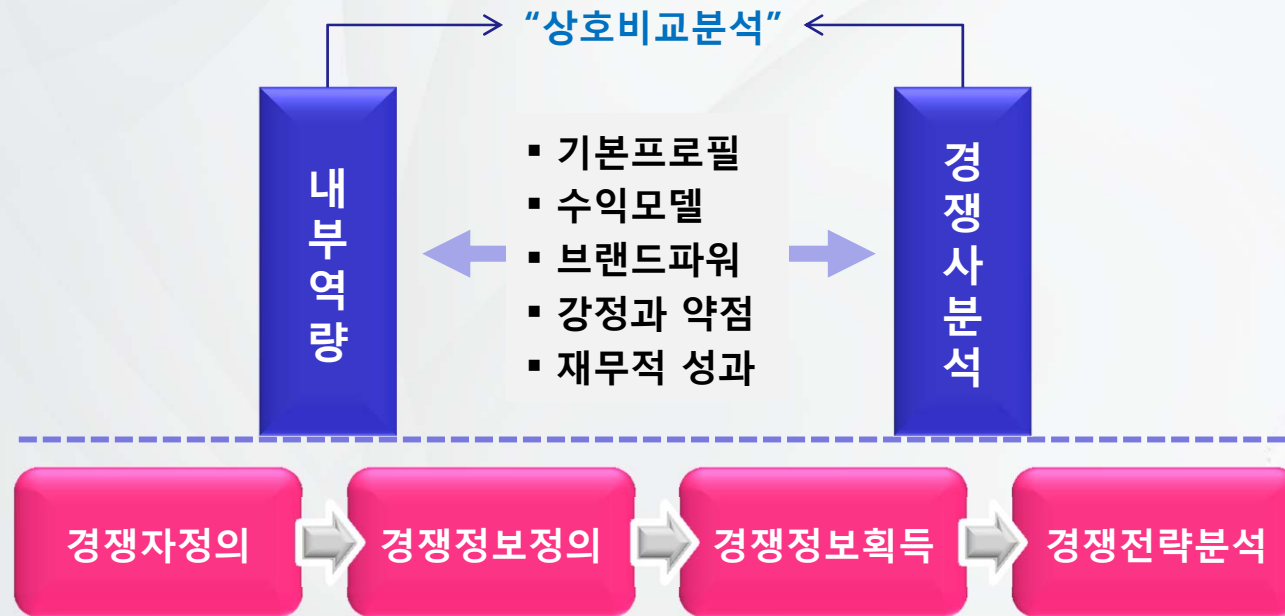 “상호비교분석”
내부역량
▪ 기본프로필
▪ 수익모델
▪ 브랜드파워
▪ 강정과 약점
▪ 재무적 성과
경쟁사분석
경쟁자정의
경쟁정보정의
경쟁정보획득
경쟁전략분석